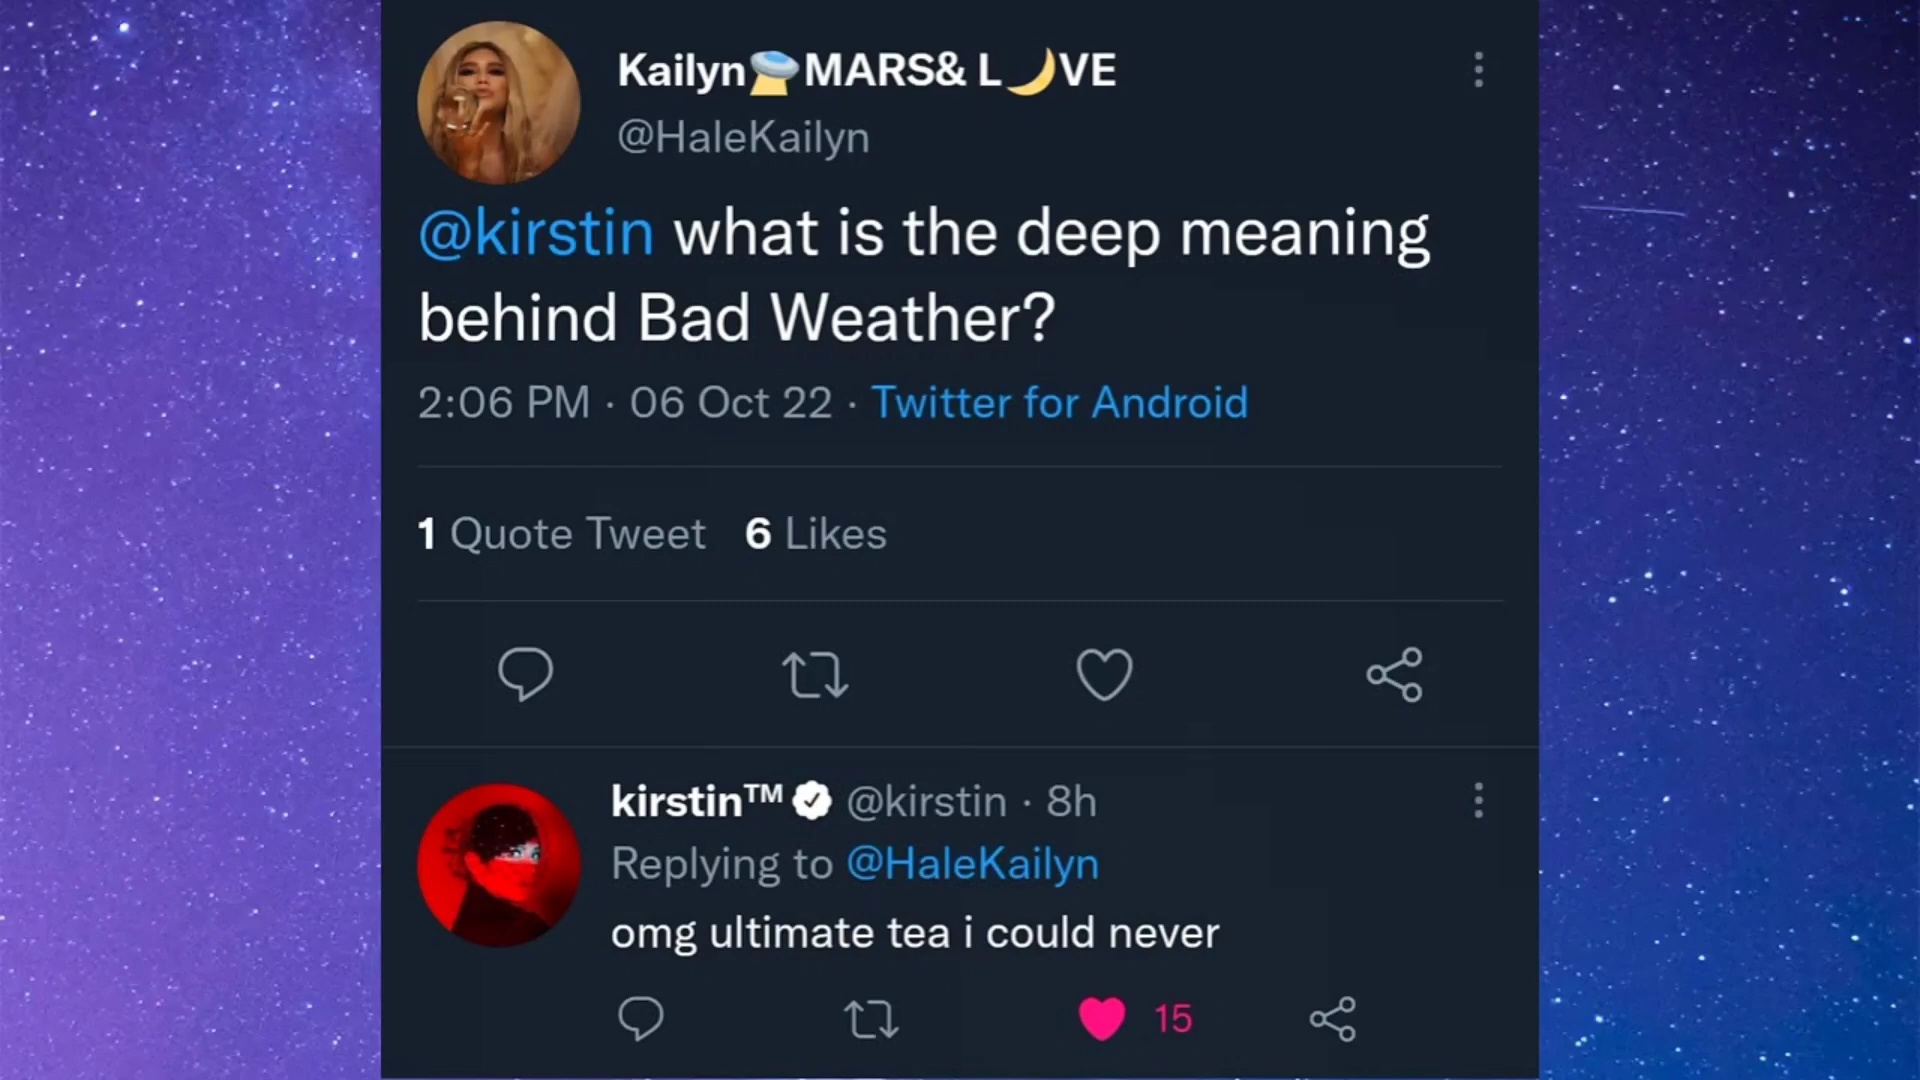 Kailyn🛸MARS& L🌙VE
@HaleKailyn
@kirstin what is the deep meaning
behind Bad Weather?
2:06 PM · 06 Oct 22 · Twitter for Android
1 Quote Tweet 6 Likes
kirstin™ @kirstin · 8h
Replying to @HaleKailyn
omg ultimate tea i could never
15